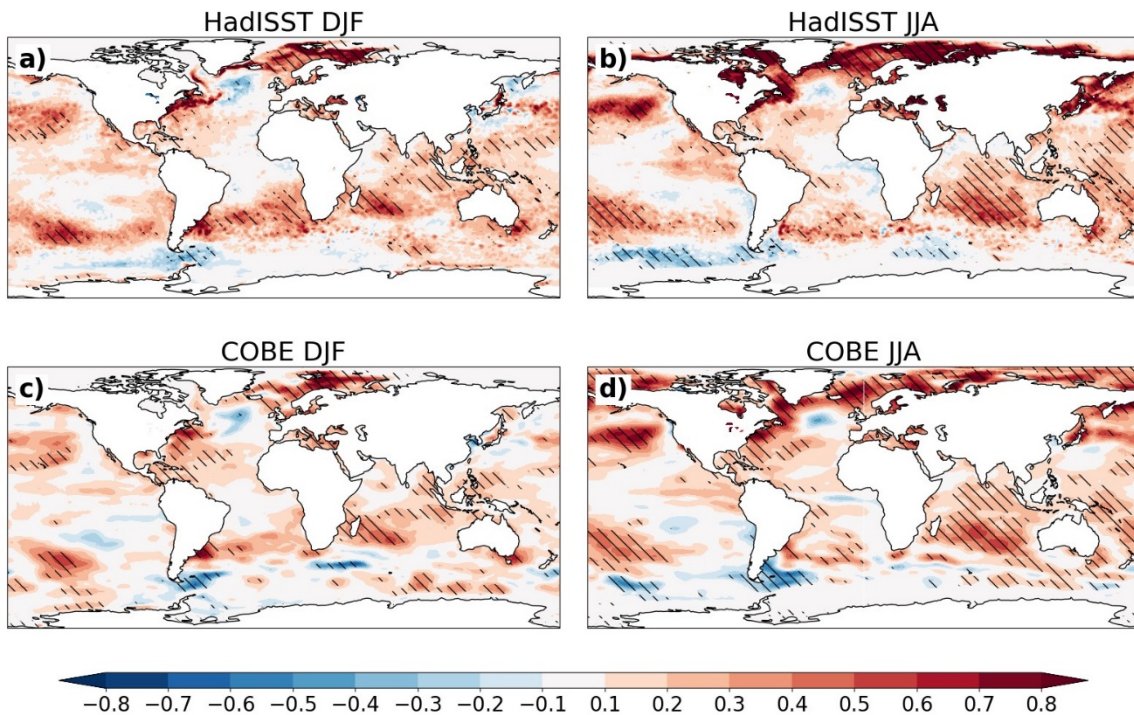 HadISST DJF
HadISST JJA
a)
b)
COBE DJF
COBE JJA
c)
d)
−0.8 −0.7 −0.6 −0.5 −0.4 −0.3 −0.2 −0.1 0.1 0.2 0.3 0.4 0.5 0.6 0.7 0.8